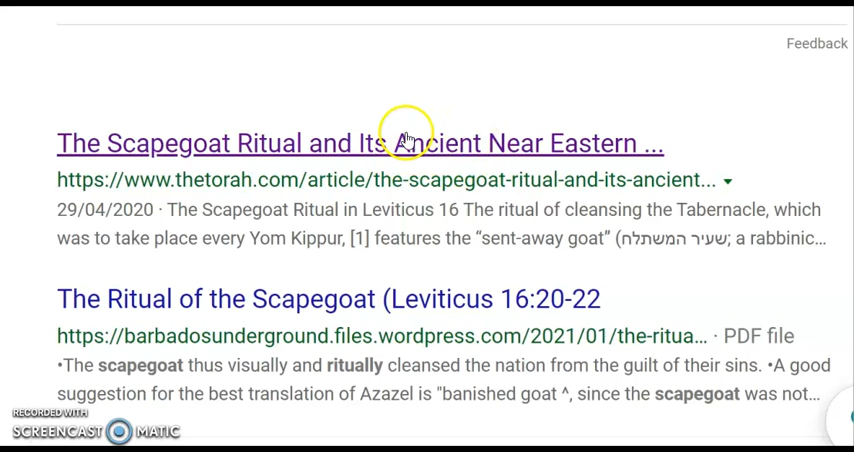 Feedback
The Scapegoat Ritual and Its Ancient Near Eastern ...
https://www.thetorah.com/article/the-scapegoat-ritual-and-its-ancient...
29/04/2020 · The Scapegoat Ritual in Leviticus 16 The ritual of cleansing the Tabernacle, which
was to take place every Yom Kippur, [1] features the “sent-away goat” (שעיר המשתלח; a rabbinic...
The Ritual of the Scapegoat (Leviticus 16:20-22
https://barbadosunderground.files.wordpress.com/2021/01/the-ritua... · PDF file
•The scapegoat thus visually and ritually cleansed the nation from the guilt of their sins. •A good
suggestion for the best translation of Azazel is "banished goat ^, since the scapegoat was not...
RECORDED WITH
SCREENCAST MATIC